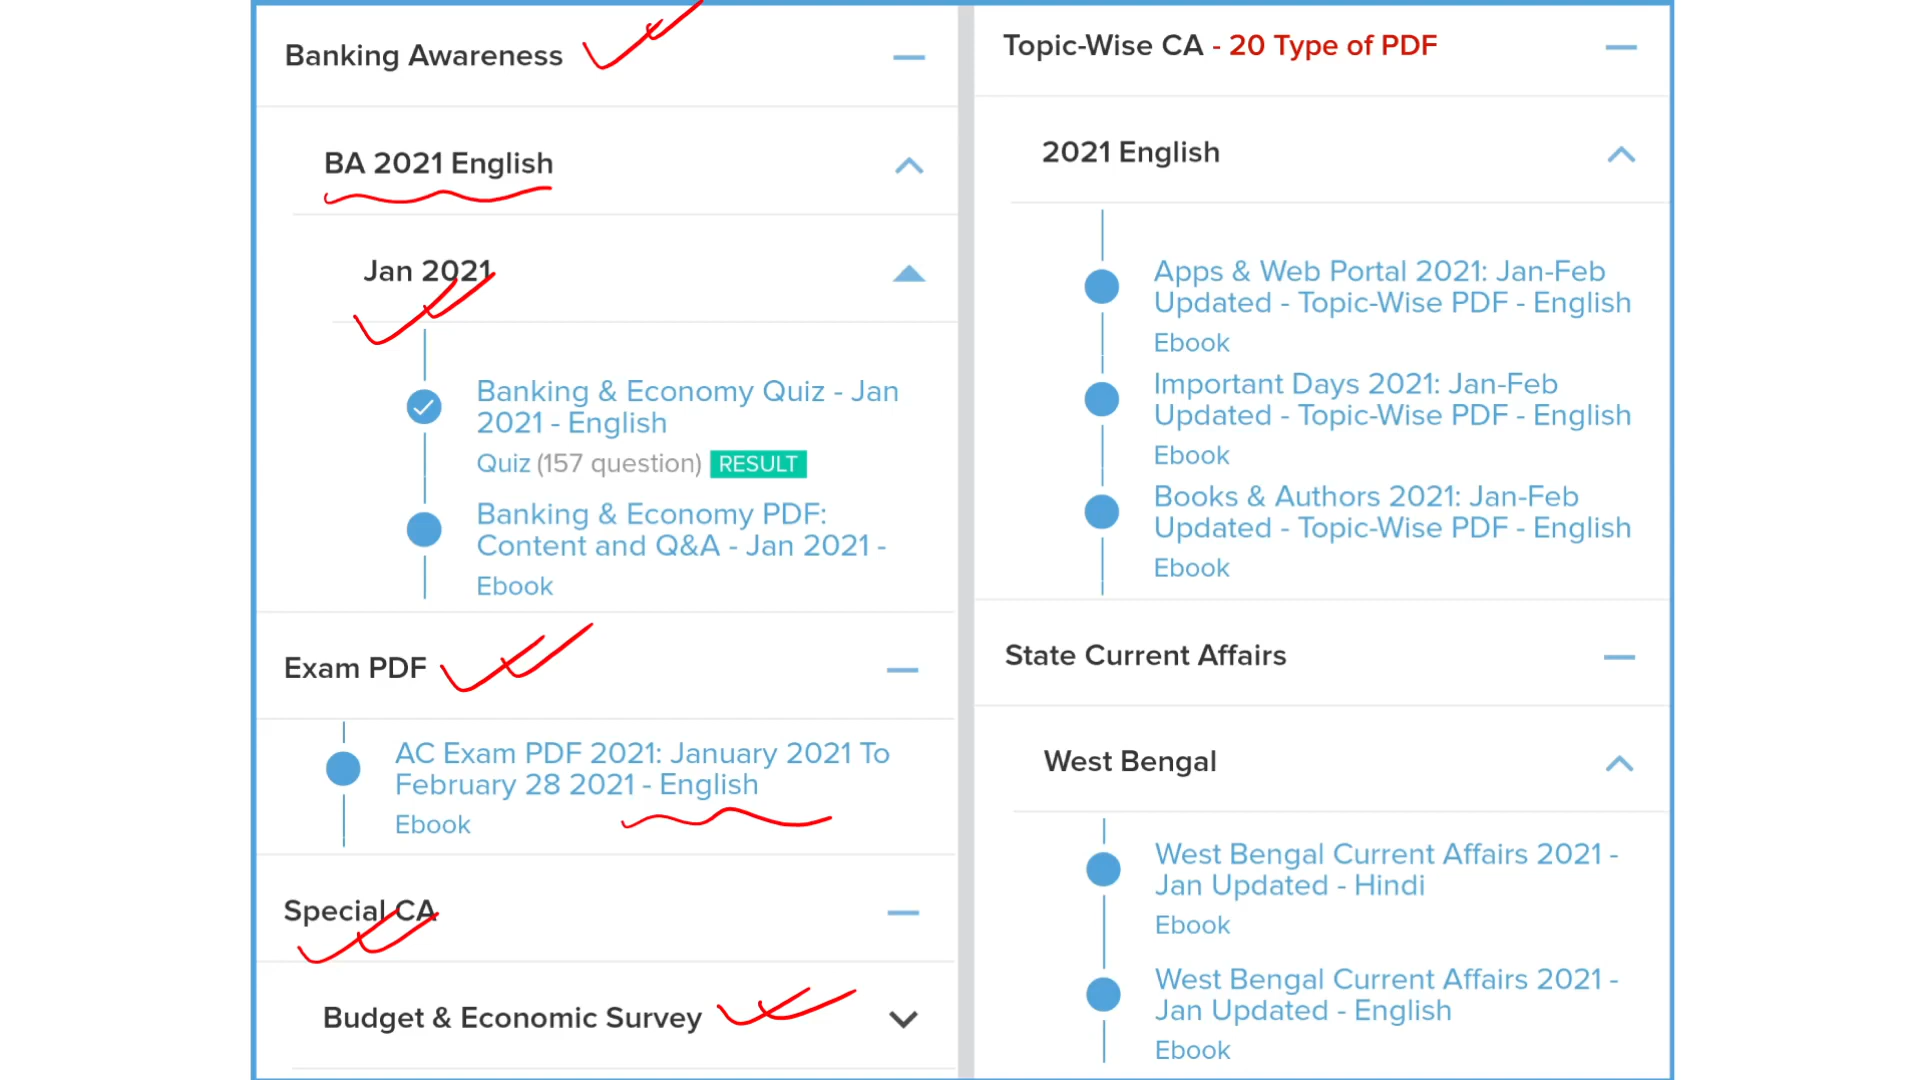 Banking Awareness
BA 2021 English
Jan 2021
Banking & Economy Quiz - Jan
2021 - English
Quiz (157 question) RESULT
Banking & Economy PDF:
Content and Q&A - Jan 2021 -
Ebook
Exam PDF
AC Exam PDF 2021: January 2021 To
February 28 2021 - English
Ebook
Special CA
Budget & Economic Survey
Topic-Wise CA - 20 Type of PDF
2021 English
Apps & Web Portal 2021: Jan-Feb
Updated - Topic-Wise PDF - English
Ebook
Important Days 2021: Jan-Feb
Updated - Topic-Wise PDF - English
Ebook
Books & Authors 2021: Jan-Feb
Updated - Topic-Wise PDF - English
Ebook
State Current Affairs
West Bengal
West Bengal Current Affairs 2021 -
Jan Updated - Hindi
Ebook
West Bengal Current Affairs 2021 -
Jan Updated - English
Ebook